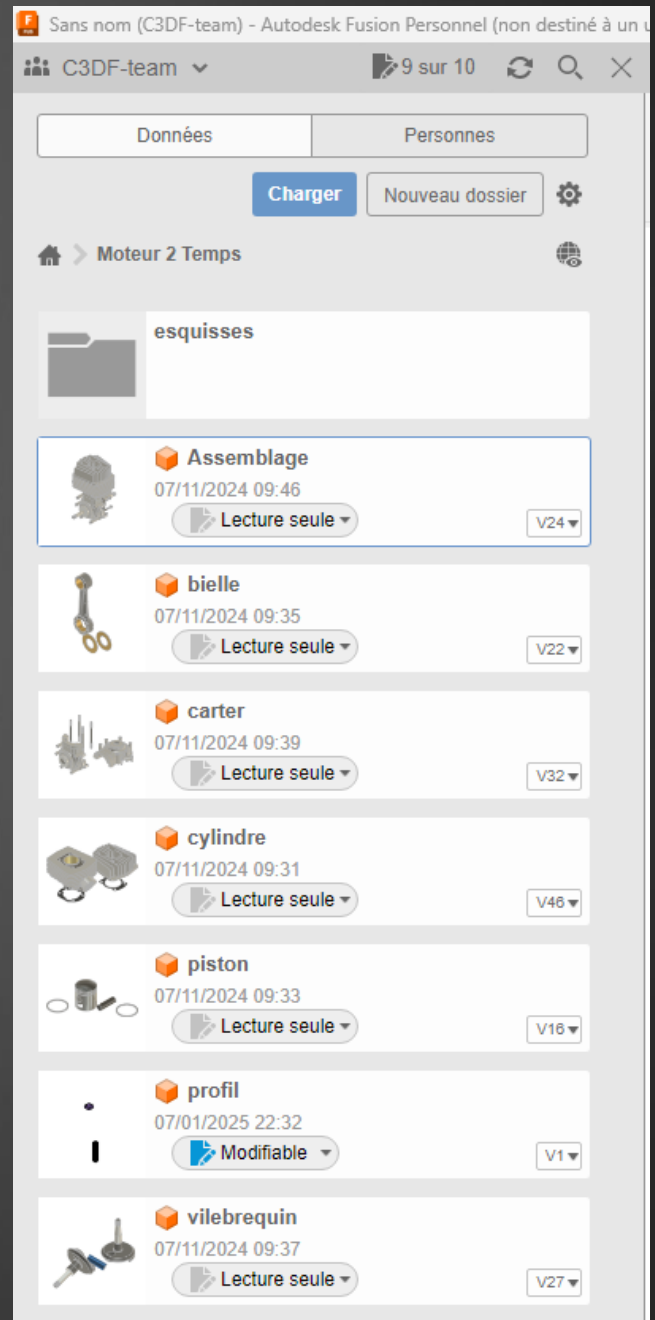 Sans nom (C3DF-team) - Autodesk Fusion Personnel (non destiné à un
C3DF-team 9 sur 10
Données Personnes
Charger Nouveau dossier
Moteur 2 Temps
esquisses
Assemblage
07/11/2024 09:46
Lecture seule V24
bielle
07/11/2024 09:35
Lecture seule V22
carter
07/11/2024 09:39
Lecture seule V32
cylindre
07/11/2024 09:31
Lecture seule V46
piston
07/11/2024 09:33
Lecture seule V16
profil
07/01/2025 22:32
Modifiable V1
vilebrequin
07/11/2024 09:37
Lecture seule V27